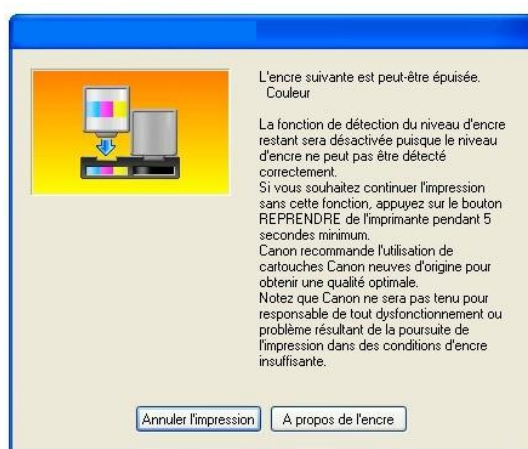 L'encre suivante est peut-être épuisée.
Couleur
La fonction de détection du niveau d'encre
restant sera désactivée puisque le niveau
d'encre ne peut pas être détecté
correctement.
Si vous souhaitez continuer l'impression
sans cette fonction, appuyez sur le bouton
REPRENDRE de l'imprimante pendant 5
secondes minimum.
Canon recommande l'utilisation de
cartouches Canon neuves d'origine pour
obtenir une qualité optimale.
Notez que Canon ne sera pas tenu pour
responsable de tout dysfonctionnement ou
problème résultant de la poursuite de
l'impression dans des conditions d'encre
insuffisante.
Annuler l'impression A propos de l'encre